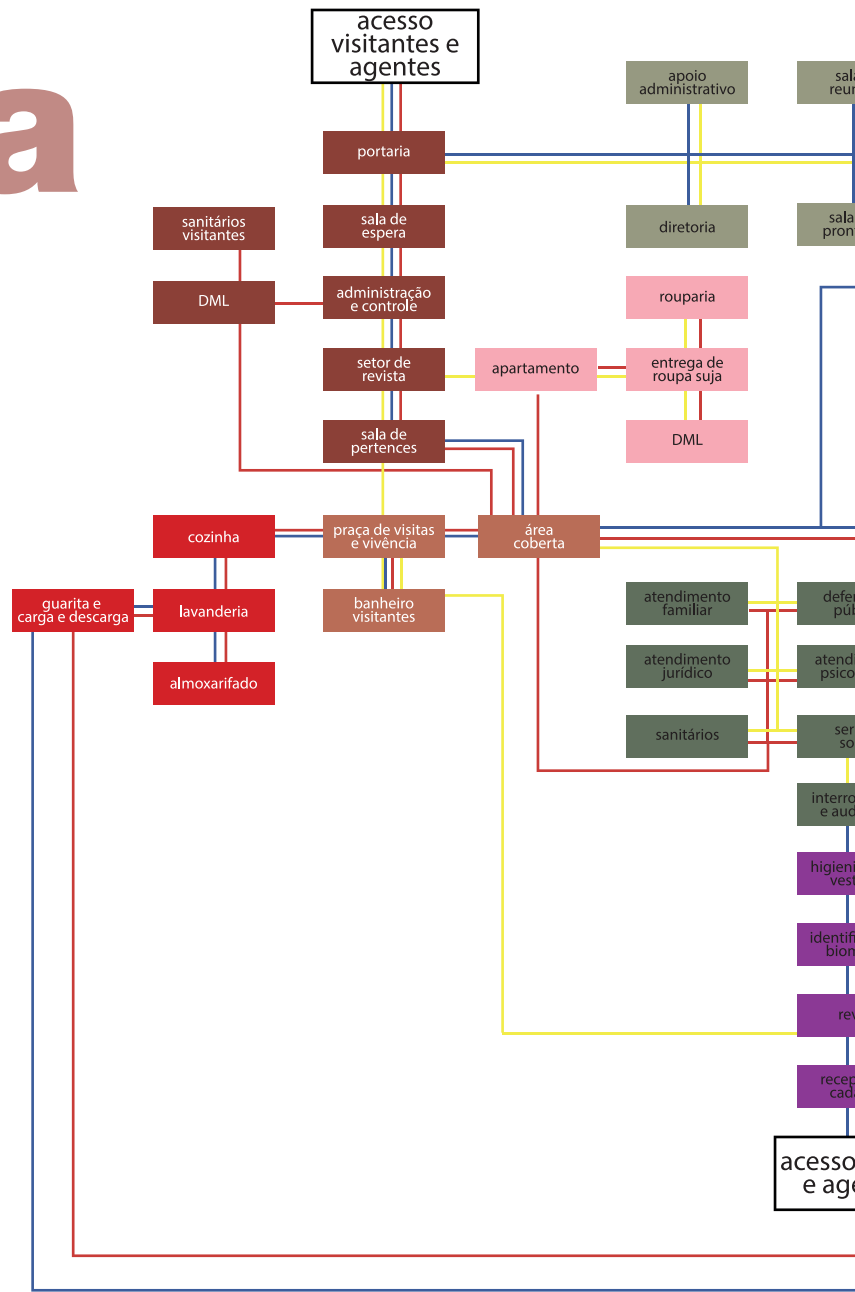 a
acesso
visitantes e
agentes
apoio
administrativo
portaria
sanitários
visitantes
sala de
espera
diretoria
DML
administração
e controle
rouparia
setor de
revista
apartamento
entrega de
roupa suja
sala de
pertences
DML
cozinha
praça de visitas
e vivência
área
coberta
guarita e
carga e descarga
lavanderia
banheiro
visitantes
atendimento
familiar
almoxarifado
atendimento
jurídico
sanitários
acesso
e